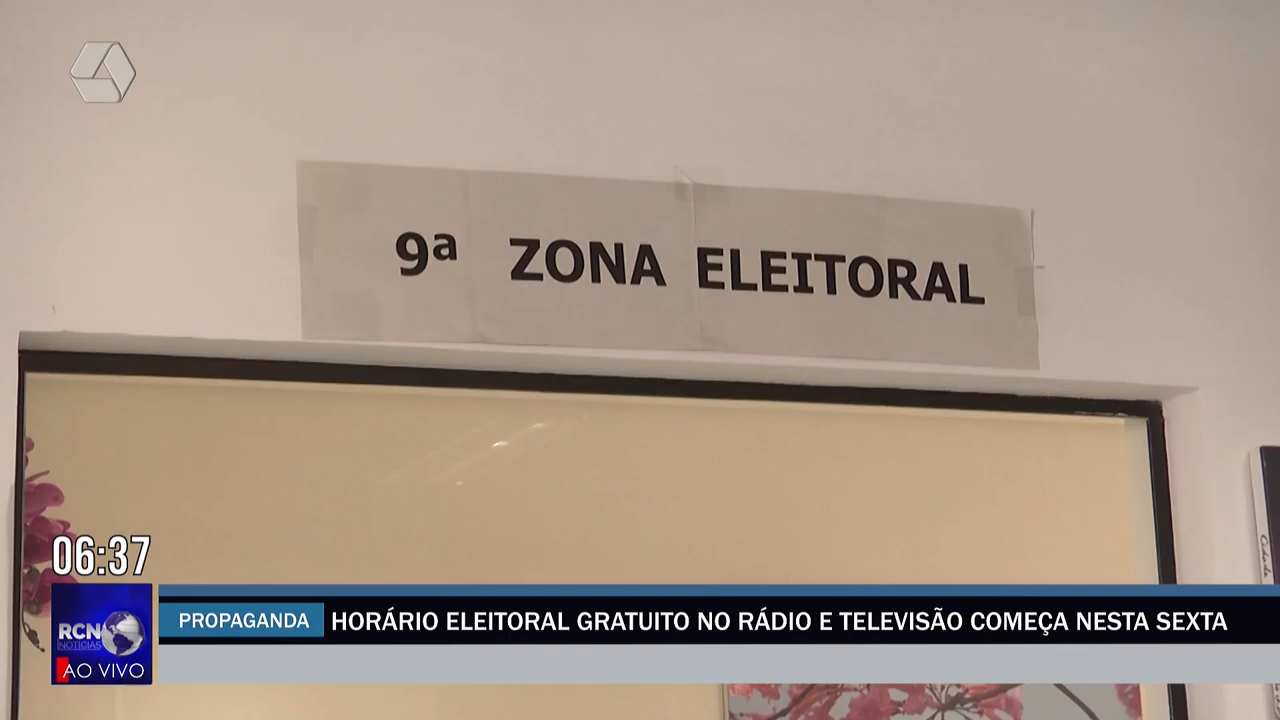 9ª ZONA ELEITORAL
06:37
RCN
NOTÍCIAS
AO VIVO
PROPAGANDA
HORÁRIO ELEITORAL GRATUITO NO RÁDIO E TELEVISÃO COMEÇA NESTA SEXTA